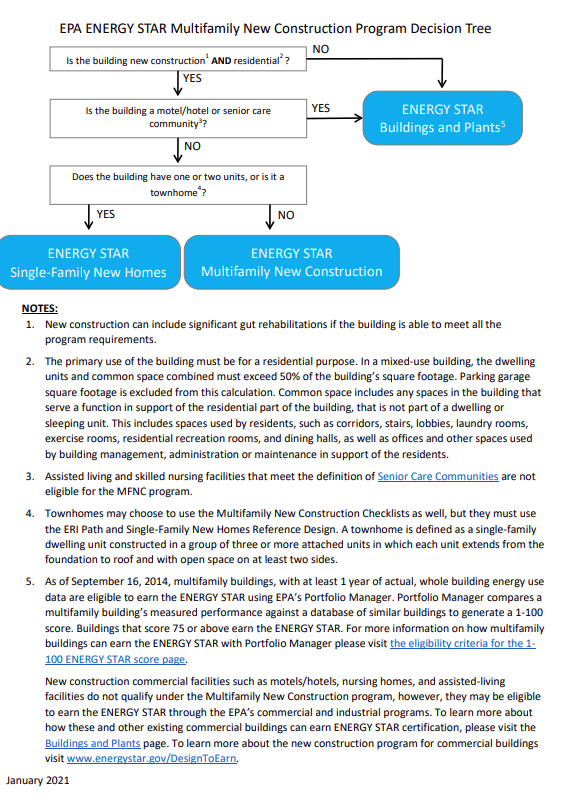 EPA ENERGY STAR Multifamily New Construction Program Decision Tree
Is the building new construction¹ AND residential²?
NO
YES
Is the building a motel/hotel or senior care
community³?
YES
ENERGY STAR
Buildings and Plants⁵
NO
Does the building have one or two units, or is it a
townhome⁴?
YES
NO
ENERGY STAR
Single-Family New Homes
ENERGY STAR
Multifamily New Construction
NOTES:
1. New construction can include significant gut rehabilitations if the building is able to meet all the
program requirements.
2. The primary use of the building must be for a residential purpose. In a mixed-use building, the dwelling
units and common space combined must exceed 50% of the building's square footage. Parking garage
square footage is excluded from this calculation. Common space includes any spaces in the building that
serve a function in support of the residential part of the building, that is not part of a dwelling or
sleeping unit. This includes spaces used by residents, such as corridors, stairs, lobbies, laundry rooms,
exercise rooms, residential recreation rooms, and dining halls, as well as offices and other spaces used
by building management, administration or maintenance in support of the residents.
3. Assisted living and skilled nursing facilities that meet the definition of Senior Care Communities are not
eligible for the MFNC program.
4. Townhomes may choose to use the Multifamily New Construction Checklists as well, but they must use
the ERI Path and Single-Family New Homes Reference Design. A townhome is defined as a single-family
dwelling unit constructed in a group of three or more attached units in which each unit extends from the
foundation to roof and with open space on at least two sides.
5. As of September 16, 2014, multifamily buildings, with at least 1 year of actual, whole building energy use
data are eligible to earn the ENERGY STAR using EPA's Portfolio Manager. Portfolio Manager compares a
multifamily building's measured performance against a database of similar buildings to generate a 1-100
score. Buildings that score 75 or above earn the ENERGY STAR. For more information on how multifamily
buildings can earn the ENERGY STAR with Portfolio Manager please visit the eligibility criteria for the 1-
100 ENERGY STAR score page.
New construction commercial facilities such as motels/hotels, nursing homes, and assisted-living
facilities do not qualify under the Multifamily New Construction program, however, they may be eligible
to earn the ENERGY STAR through the EPA's commercial and industrial programs. To learn more about
how these and other existing commercial buildings can earn ENERGY STAR certification, please visit the
Buildings and Plants page. To learn more about the new construction program for commercial buildings
visit www.energystar.gov/DesignToEarn.
January 2021